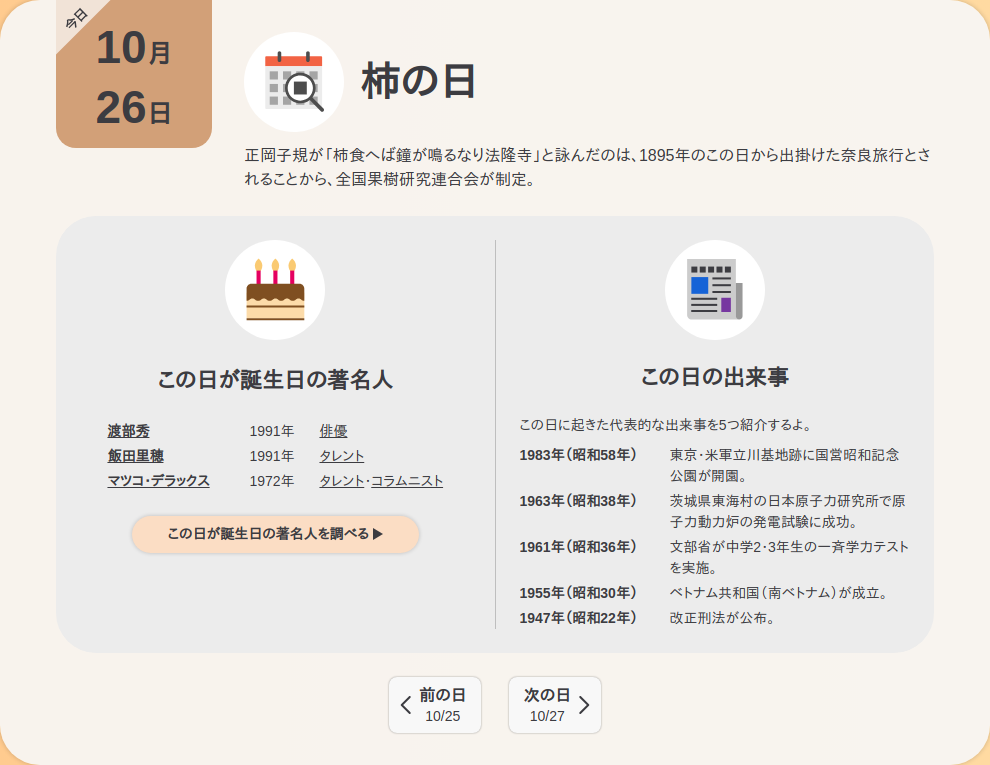 今日
10月
26日
柿の日
正岡子規が「柿食へば鐘が鳴るなり法隆寺」と詠んだのは、1895年のこの日から出掛けた奈良旅行とさ
れることから、全国果樹研究連合会が制定。
この日が誕生日の著名人
渡部秀 1991年 俳優
飯田里穂 1991年 タレント
マツコ・デラックス 1972年 タレント・コラムニスト
この日が誕生日の著名人を調べる▶
この日の出来事
この日に起きた代表的な出来事を5つ紹介するよ。
1983年（昭和58年） 東京・米軍立川基地跡に国営昭和記念
公園が開園。
1963年（昭和38年） 茨城県東海村の日本原子力研究所で原
子力動力炉の発電試験に成功。
1961年（昭和36年） 文部省が中学2・3年生の一斉学力テスト
を実施。
1955年（昭和30年） ベトナム共和国（南ベトナム）が成立。
1947年（昭和22年） 改正刑法が公布。
前の日
10/25
次の日
10/27